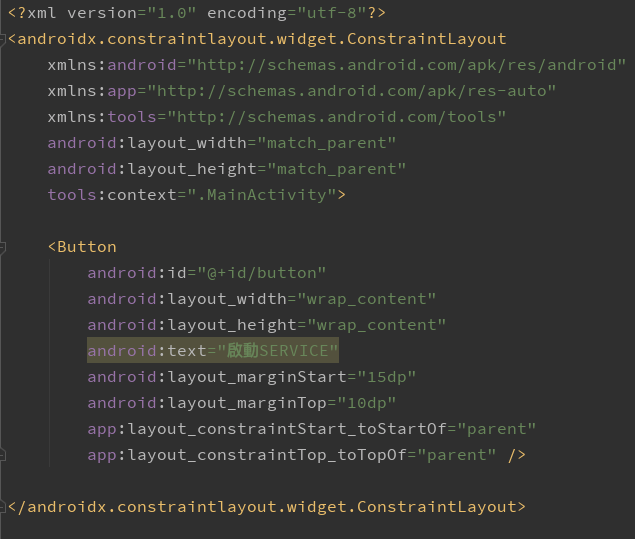 <?xml version="1.0" encoding="utf-8"?>
<androidx.constraintlayout.widget.ConstraintLayout
    xmlns:android="http://schemas.android.com/apk/res/android"
    xmlns:app="http://schemas.android.com/apk/res-auto"
    xmlns:tools="http://schemas.android.com/tools"
    android:layout_width="match_parent"
    android:layout_height="match_parent"
    tools:context=".MainActivity">

    <Button
        android:id="@+id/button"
        android:layout_width="wrap_content"
        android:layout_height="wrap_content"
        android:text="啟動SERVICE"
        android:layout_marginStart="15dp"
        android:layout_marginTop="10dp"
        app:layout_constraintStart_toStartOf="parent"
        app:layout_constraintTop_toTopOf="parent" />

</androidx.constraintlayout.widget.ConstraintLayout>